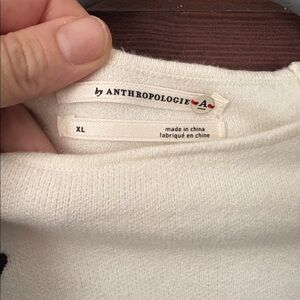 by ANTHROPOLOGIE A
XL
made in china
fabriqué en chine